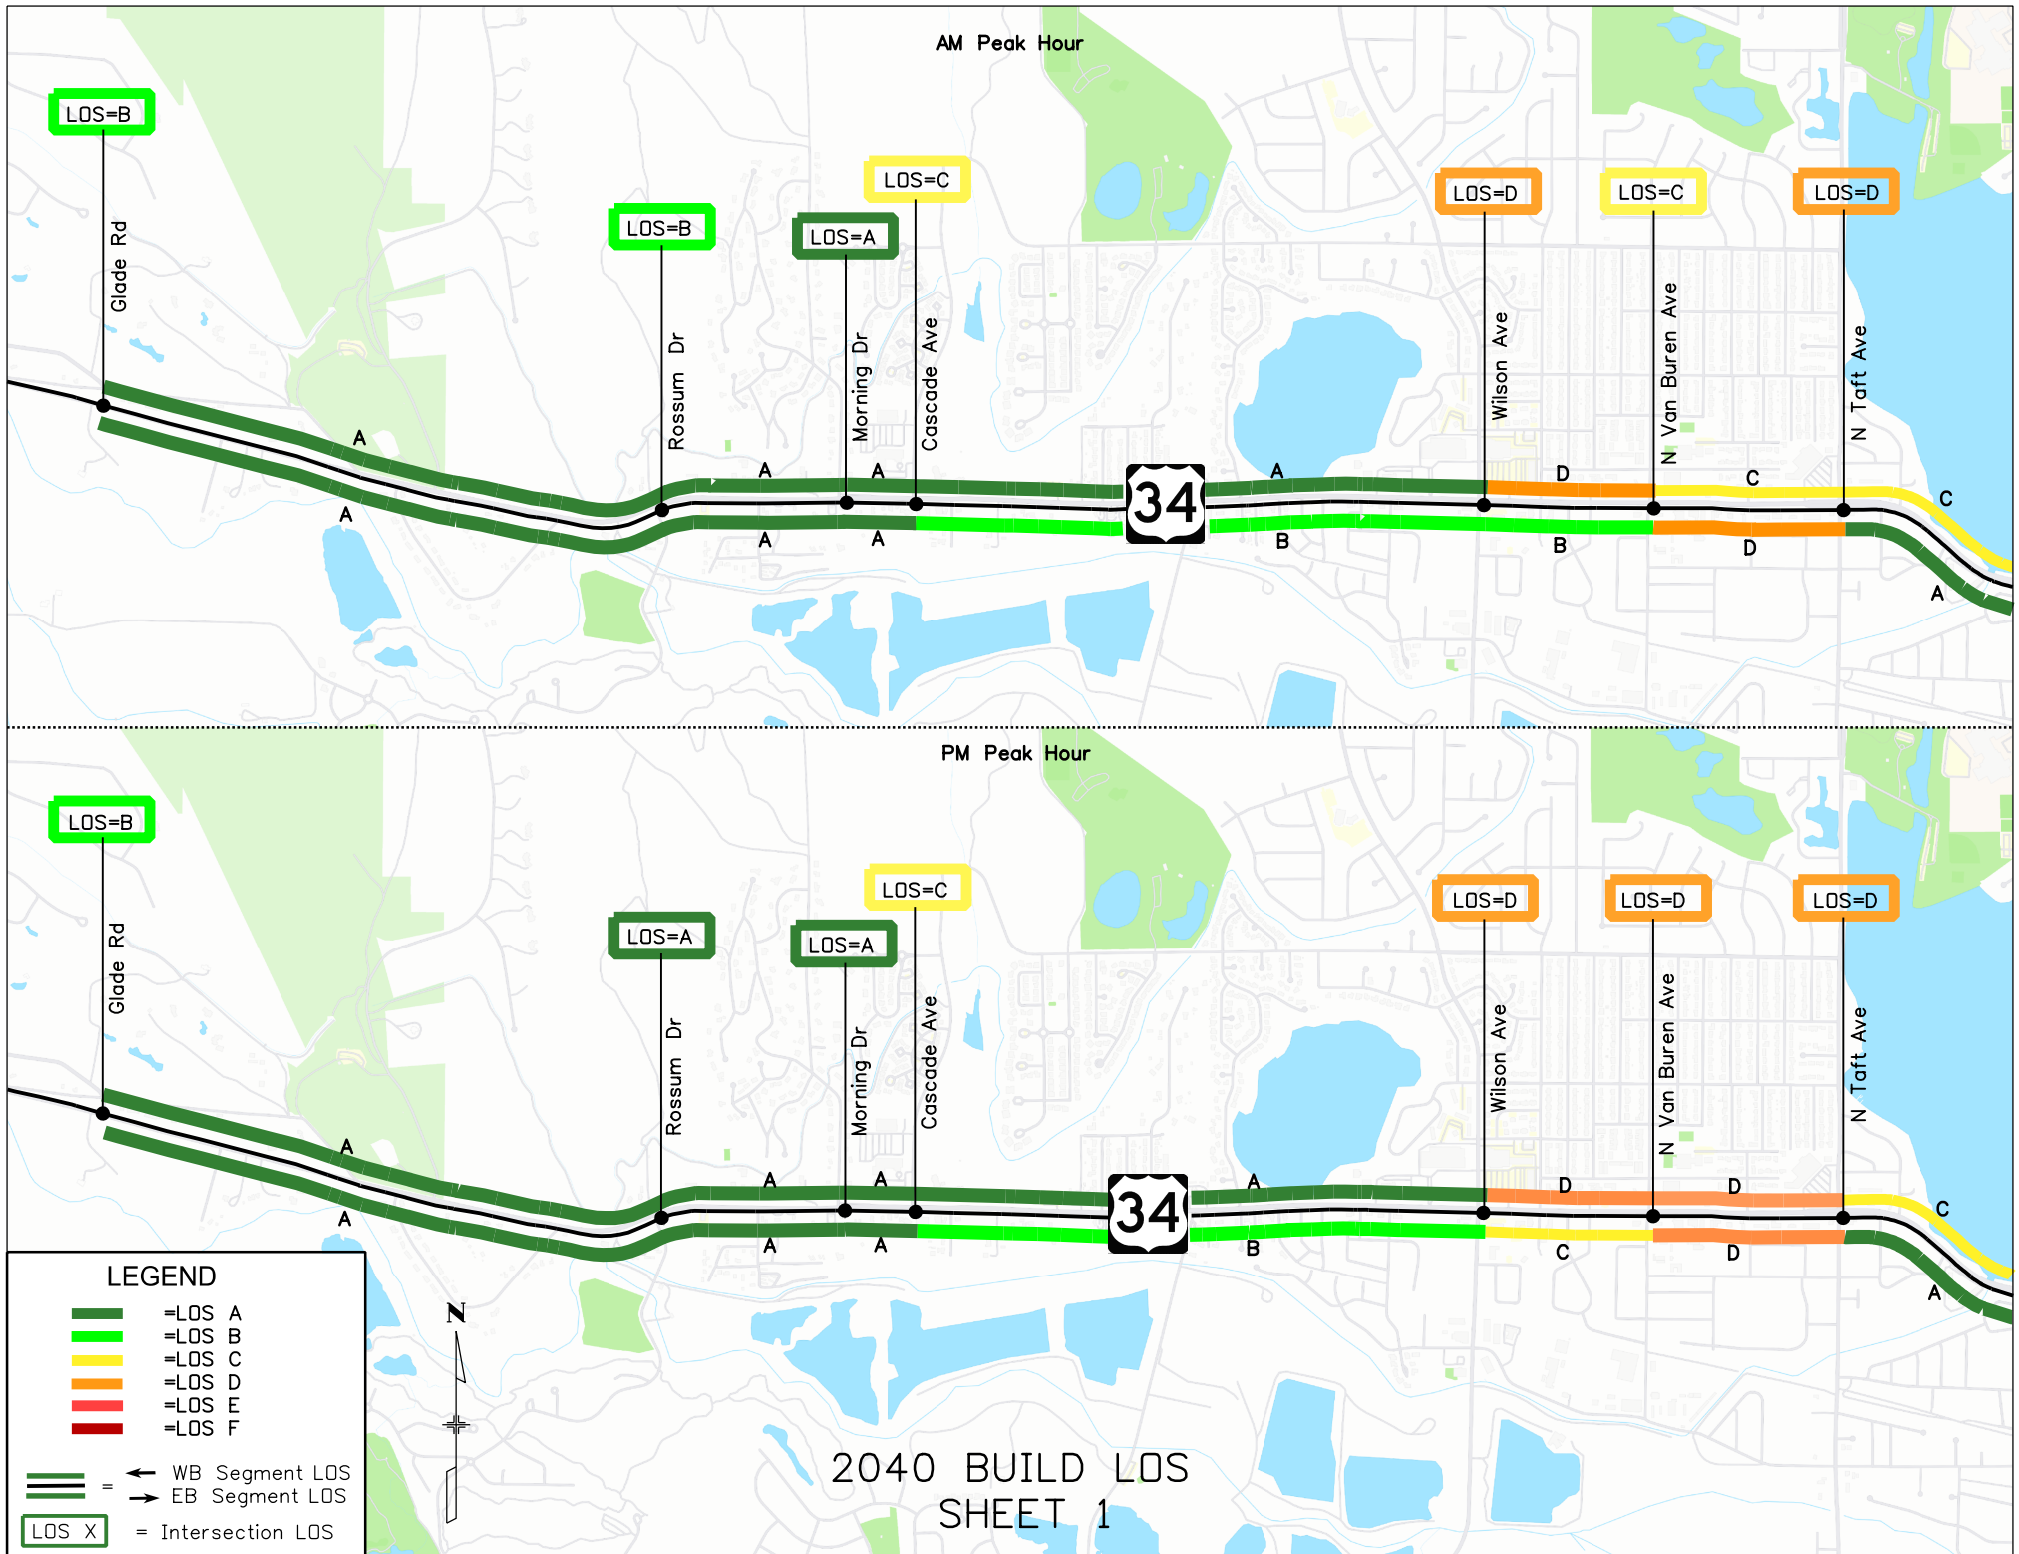 AM Peak Hour
LOS=B
LOS=B
LOS=A
LOS=C
LOS=D
LOS=C
LOS=D
Glade Rd
Rossum Dr
Morning Dr
Cascade Ave
Wilson Ave
N Van Buren Ave
N Taft Ave
A
A
A
A
D
C
C
34
A
A
A
B
B
D
A
PM Peak Hour
LOS=B
LOS=A
LOS=A
LOS=C
LOS=D
LOS=D
LOS=D
Glade Rd
Rossum Dr
Morning Dr
Cascade Ave
Wilson Ave
N Van Buren Ave
N Taft Ave
A
A
A
A
D
D
C
34
A
A
A
B
C
D
A
LEGEND
=LOS A
=LOS B
=LOS C
=LOS D
=LOS E
=LOS F
= WB Segment LOS
EB Segment LOS
LOS X = Intersection LOS
N
2040 BUILD LOS
SHEET 1